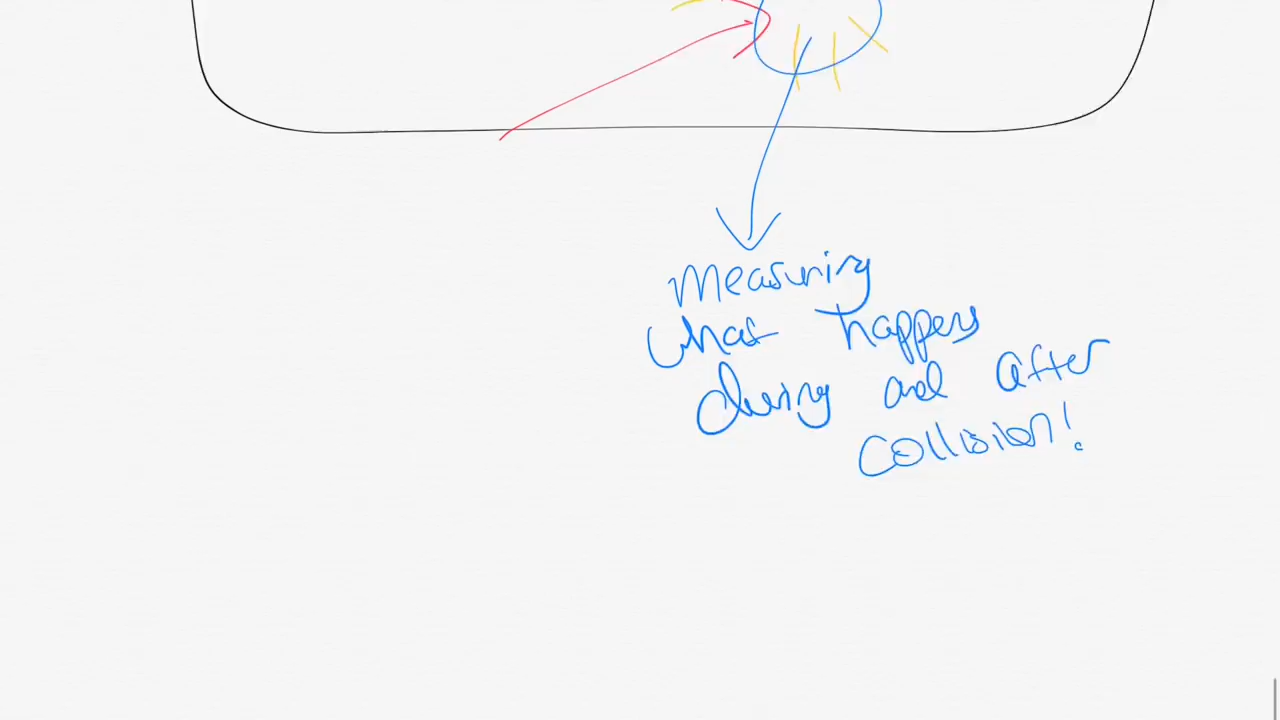 Measuring
what happens
during and after
collision!